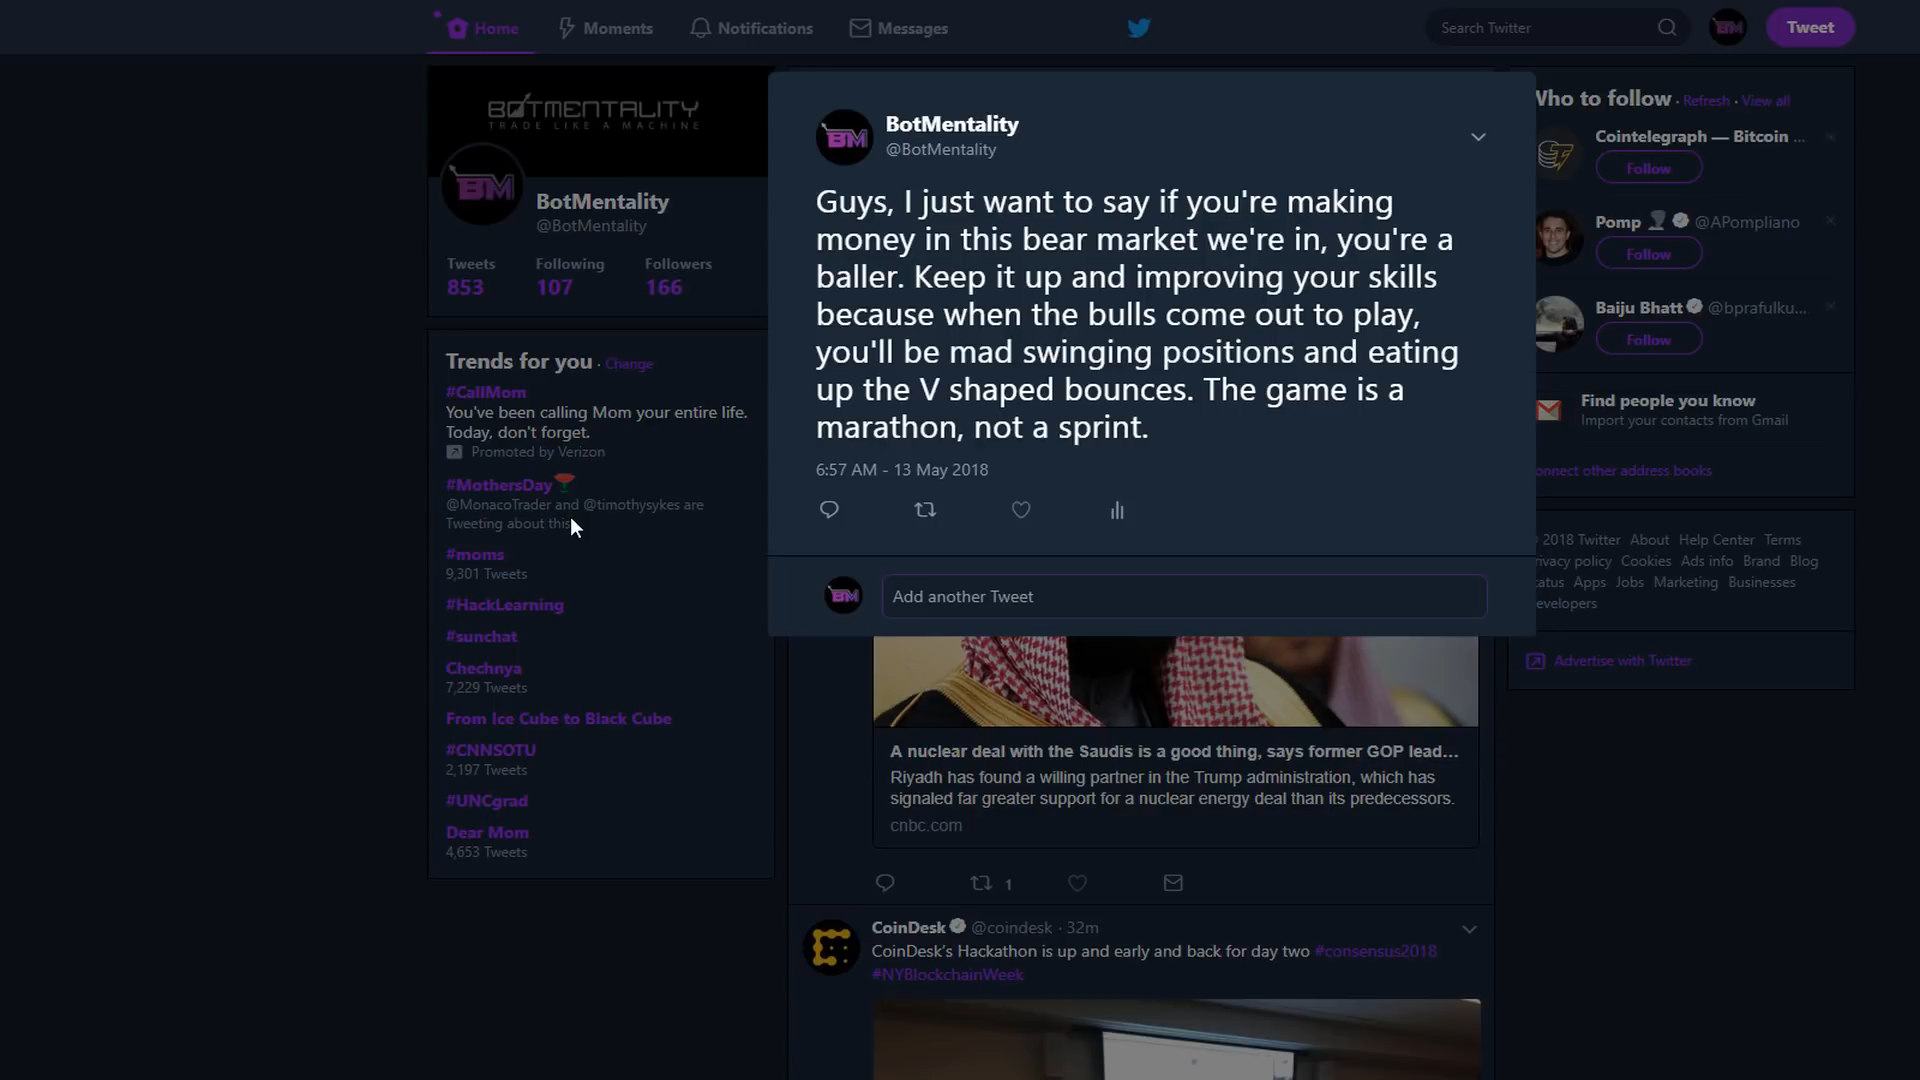 Home
Moments
Notifications
Messages
Search Twitter
BM
Tweet
BOTMENTALITY
TRADE LIKE A MACHINE
BM
BotMentality
@BotMentality
Tweets Following Followers
853 107 166
Trends for you · Change
#CallMom
You've been calling Mom your entire life.
Today, don't forget.
Promoted by Verizon
#MothersDay
@MonacoTrader and @timothysykes are
Tweeting about this
#moms
9,301 Tweets
#HackLearning
#sunchat
Chechnya
7,229 Tweets
From Ice Cube to Black Cube
#CNNSOTU
2,197 Tweets
#UNCgrad
Dear Mom
4,653 Tweets
BM
BotMentality
@BotMentality
Guys, I just want to say if you're making
money in this bear market we're in, you're a
baller. Keep it up and improving your skills
because when the bulls come out to play,
you'll be mad swinging positions and eating
up the V shaped bounces. The game is a
marathon, not a sprint.
6:57 AM - 13 May 2018
BM
Add another Tweet
A nuclear deal with the Saudis is a good thing, says former GOP lead...
Riyadh has found a willing partner in the Trump administration, which has
signaled far greater support for a nuclear energy deal than its predecessors.
cnbc.com
1
CoinDesk @coindesk · 32m
CoinDesk's Hackathon is up and early and back for day two #consensus2018
#NYBlockchainWeek
Who to follow · Refresh · View all
Cointelegraph — Bitcoin ...
Follow
Pomp @APompliano
Follow
Baiju Bhatt @bprafulku...
Follow
Find people you know
Import your contacts from Gmail
onnect other address books
2018 Twitter About Help Center Terms
rivacy policy Cookies Ads info Brand Blog
tatus Apps Jobs Marketing Businesses
evelopers
Advertise with Twitter